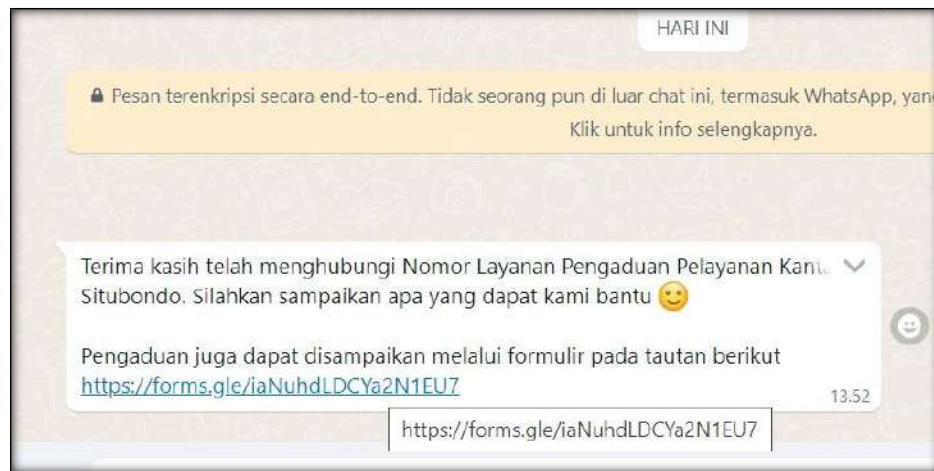 HARI INI
Pesan terenkripsi secara end-to-end. Tidak seorang pun di luar chat ini, termasuk WhatsApp,
Klik untuk info selengkapnya.
Terima kasih telah menghubungi Nomor Layanan Pengaduan Pelayanan
Situbondo. Silahkan sampaikan apa yang dapat kami bantu 🙂
Pengaduan juga dapat disampaikan melalui formulir pada tautan berikut
https://forms.gle/iaNuhdLDCYa2N1EU7
13.52
https://forms.gle/iaNuhdLDCYa2N1EU7